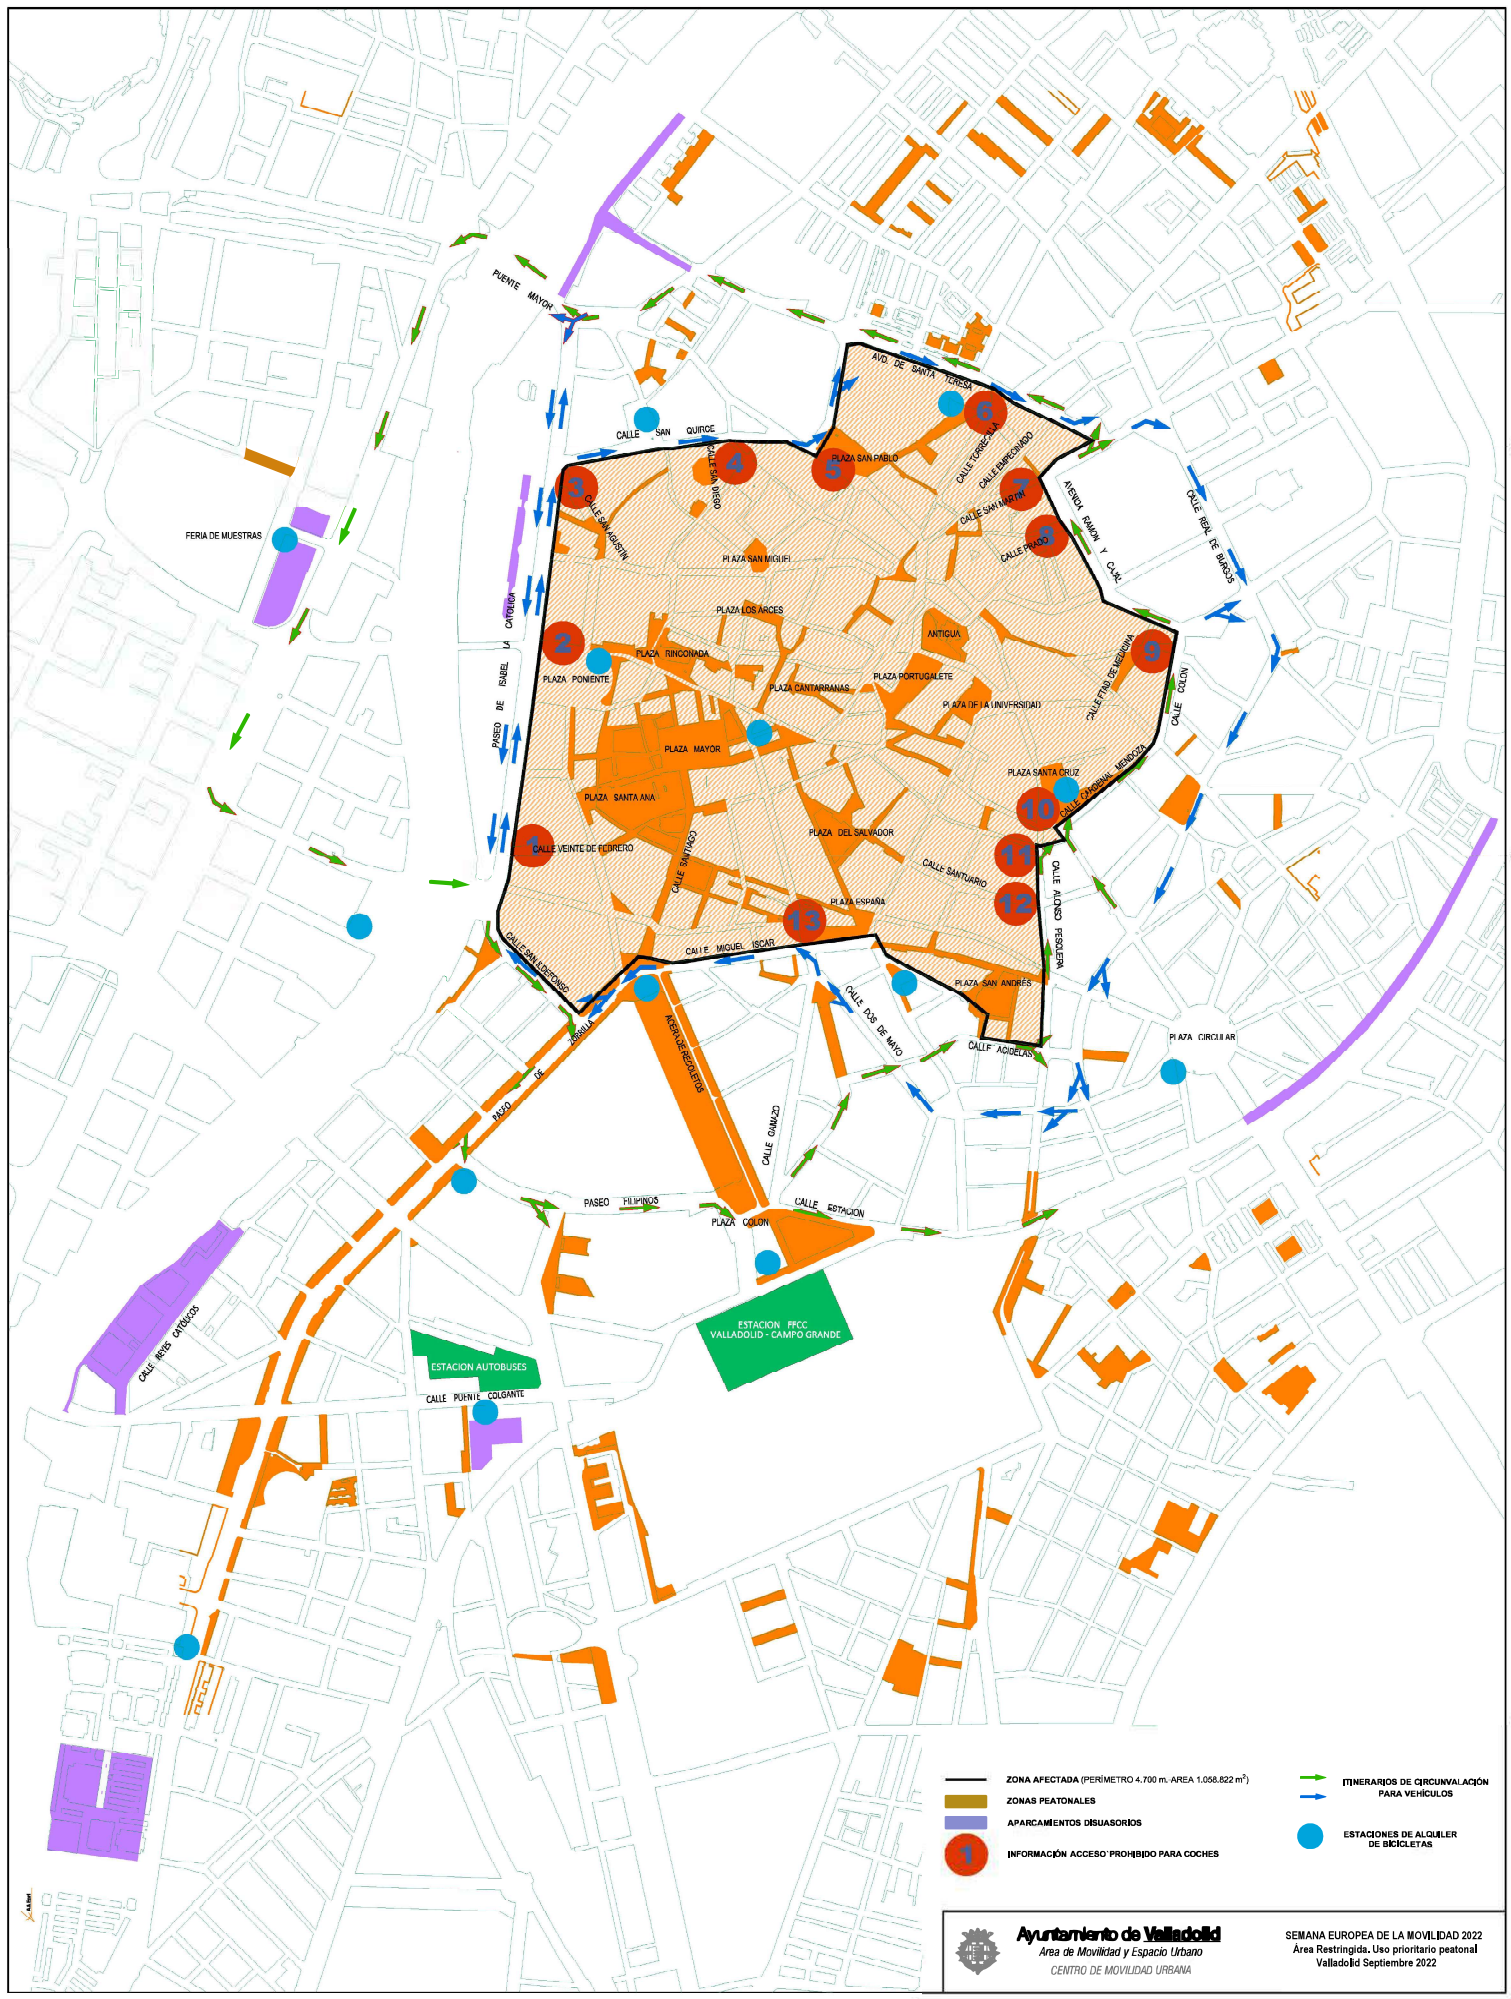 PUENTE MAYOR
AVD. DE SANTA TERESA
6
CALLE SAN QUIRCE
CALLE SAN DIEGO
4
5
PLAZA SAN PABLO
CALLE TORRECILLA
CALLE EMPECINADO
3
CALLE SAN AGUSTÍN
7
CALLE SAN MARTIN
AVENIDA RAMON Y CAJAL
CALLE REAL DE BURGOS
FERIA DE MUESTRAS
8
CALLE PRADO
PLAZA SAN MIGUEL
PLAZA LOS ARCES
ANTIGUA
2
PLAZA RINCONADA
9
CALLE FTAD. DE MEDICINA
PLAZA PONIENTE
PLAZA CANTARRANAS
PLAZA PORTUGALETE
PLAZA DE LA UNIVERSIDAD
CALLE COLON
PASEO DE ISABEL LA CATOLICA
PLAZA MAYOR
PLAZA SANTA CRUZ
CALLE CARDENAL MENDOZA
PLAZA SANTA ANA
10
1
CALLE VEINTE DE FEBRERO
CALLE SANTIAGO
PLAZA DEL SALVADOR
11
CALLE SANTUARIO
12
CALLE ALONSO PESQUERA
PLAZA ESPAÑA
13
CALLE MIGUEL ISCAR
CALLE SAN ILDEFONSO
PLAZA SAN ANDRÉS
CALLE DOS DE MAYO
ACERA DE RECOLETOS
PASEO DE ZORRILLA
CALLE ACIDELAS
PLAZA CIRCULAR
CALLE GAMAZO
PASEO FILIPINOS
CALLE ESTACION
PLAZA COLON
ESTACION FFCC
VALLADOLID - CAMPO GRANDE
CALLE REYES CATÓLICOS
ESTACION AUTOBUSES
CALLE PUENTE COLGANTE
ZONA AFECTADA (PERÍMETRO 4.700 m.-AREA 1.058.822 m²)
ZONAS PEATONALES
APARCAMIENTOS DISUASORIOS
1
INFORMACIÓN ACCESO PROHIBIDO PARA COCHES
ITINERARIOS DE CIRCUNVALACIÓN
PARA VEHÍCULOS
ESTACIONES DE ALQUILER
DE BICICLETAS
Ayuntamiento de Valladolid
Area de Movilidad y Espacio Urbano
CENTRO DE MOVILIDAD URBANA
SEMANA EUROPEA DE LA MOVILIDAD 2022
Área Restringida. Uso prioritario peatonal
Valladolid Septiembre 2022